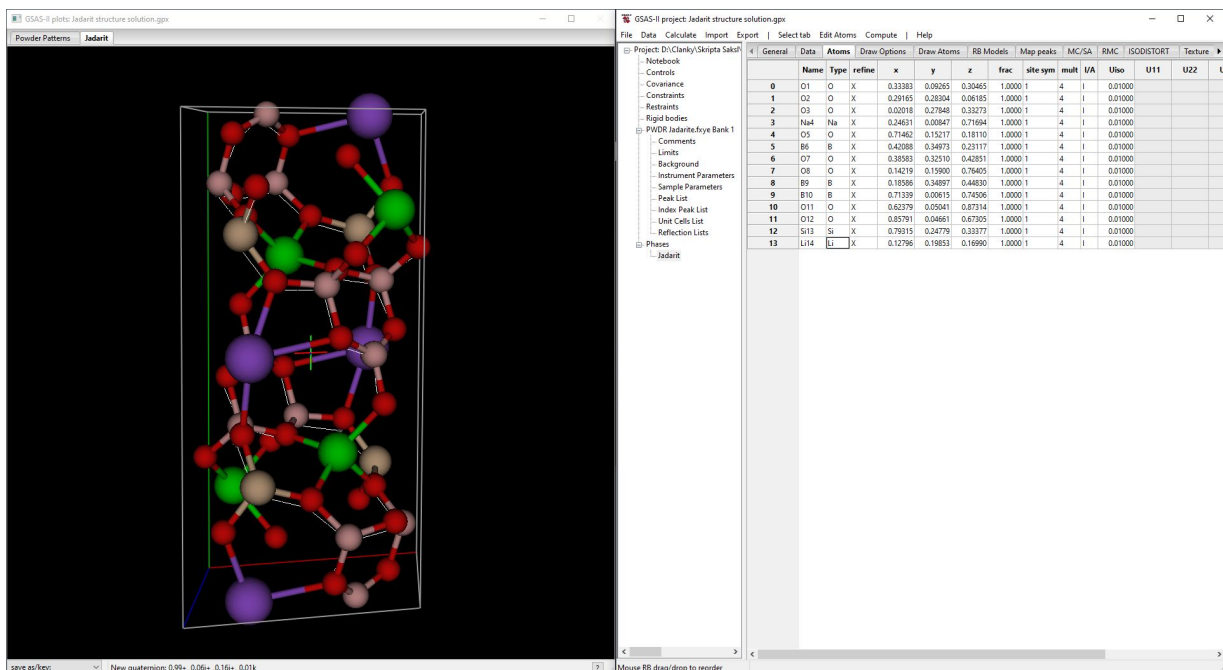 GSAS-II plots: Jadarit structure solution.gpx
Powder Patterns Jadarit
save as/key: New quaternion: 0.99+, 0.06i+, 0.16j+, 0.01k ?
GSAS-II project: Jadarit structure solution.gpx
File Data Calculate Import Export | Select tab Edit Atoms Compute | Help
Project: D:\Clanky\Skripta Saksl\
Notebook
Controls
Covariance
Constraints
Restraints
Rigid bodies
PWDR Jadarite.fxye Bank 1
Comments
Limits
Background
Instrument Parameters
Sample Parameters
Peak List
Index Peak List
Unit Cells List
Reflection Lists
Phases
Jadarit
General Data Atoms Draw Options Draw Atoms RB Models Map peaks MC/SA RMC ISODISTORT Texture
Name Type refine x y z frac site sym mult I/A Uiso U11 U22 U
0 O1 O X 0.33383 0.09265 0.30465 1.0000 1 4 I 0.01000
1 O2 O X 0.29165 0.28304 0.06185 1.0000 1 4 I 0.01000
2 O3 O X 0.02018 0.27848 0.33273 1.0000 1 4 I 0.01000
3 Na4 Na X 0.24631 0.00847 0.71694 1.0000 1 4 I 0.01000
4 O5 O X 0.71462 0.15217 0.18110 1.0000 1 4 I 0.01000
5 B6 B X 0.42088 0.34973 0.23117 1.0000 1 4 I 0.01000
6 O7 O X 0.38583 0.32510 0.42851 1.0000 1 4 I 0.01000
7 O8 O X 0.14219 0.15900 0.76405 1.0000 1 4 I 0.01000
8 B9 B X 0.18586 0.34897 0.44830 1.0000 1 4 I 0.01000
9 B10 B X 0.71339 0.00615 0.74506 1.0000 1 4 I 0.01000
10 O11 O X 0.62379 0.05041 0.87314 1.0000 1 4 I 0.01000
11 O12 O X 0.85791 0.04661 0.67305 1.0000 1 4 I 0.01000
12 Si13 Si X 0.79315 0.24779 0.33377 1.0000 1 4 I 0.01000
13 Li14 Li X 0.12796 0.19853 0.16990 1.0000 1 4 I 0.01000
Mouse RB drag/drop to reorder